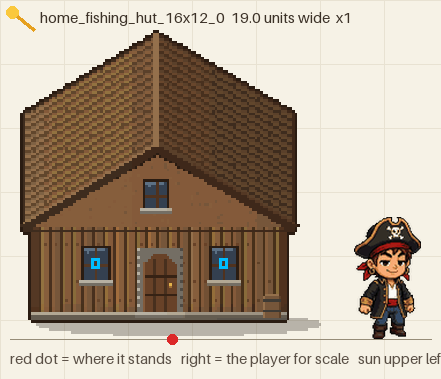 home_fishing_hut_16x12_0  19.0 units wide  x1
red dot = where it stands   right = the player for scale   sun upper lef